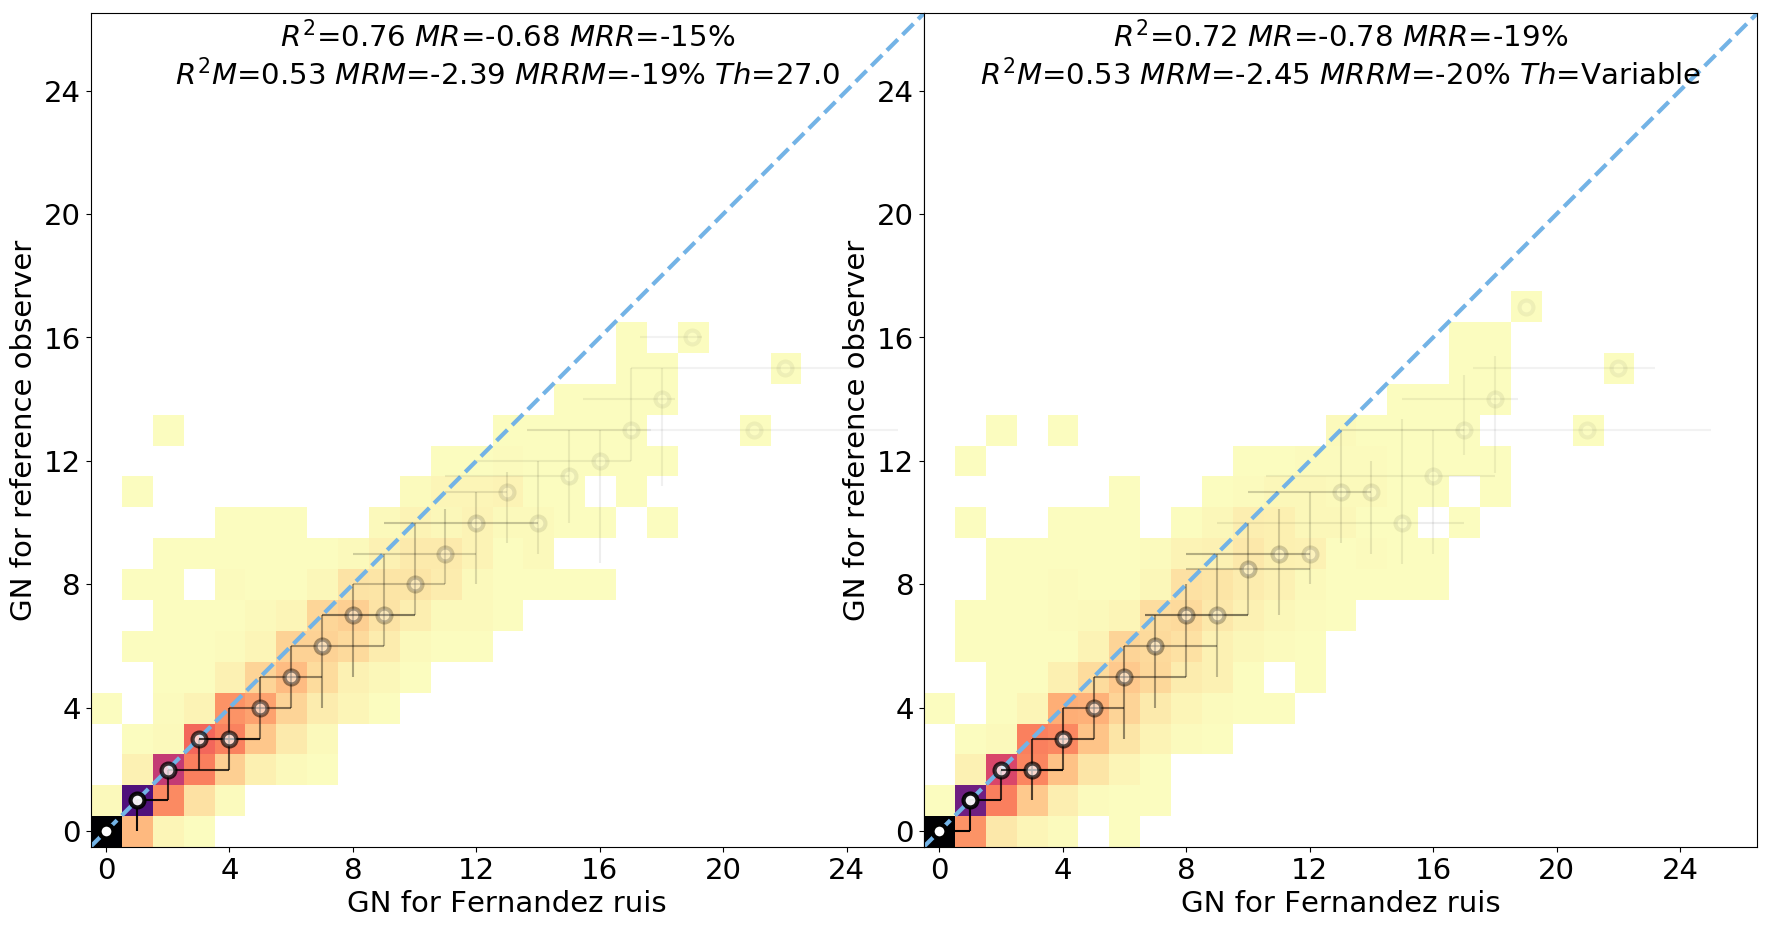 R²=0.76 MR=-0.68 MRR=-15%
R²M=0.53 MRM=-2.39 MRRM=-19% Th=27.0
24
20
16
12
8
4
0
GN for reference observer
0 4 8 12 16 20 24
GN for Fernandez ruis
R²=0.72 MR=-0.78 MRR=-19%
R²M=0.53 MRM=-2.45 MRRM=-20% Th=Variable
24
20
16
12
8
4
0
GN for reference observer
0 4 8 12 16 20 24
GN for Fernandez ruis